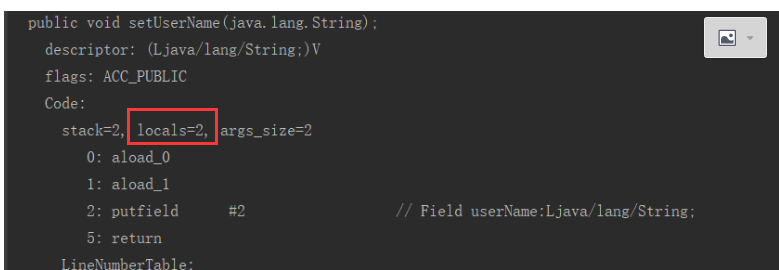 public void setUserName(java.lang.String);
descriptor: (Ljava/lang/String;)V
flags: ACC_PUBLIC
Code:
stack=2, locals=2, args_size=2
0: aload_0
1: aload_1
2: putfield #2 // Field userName:Ljava/lang/String;
5: return
LineNumberTable: